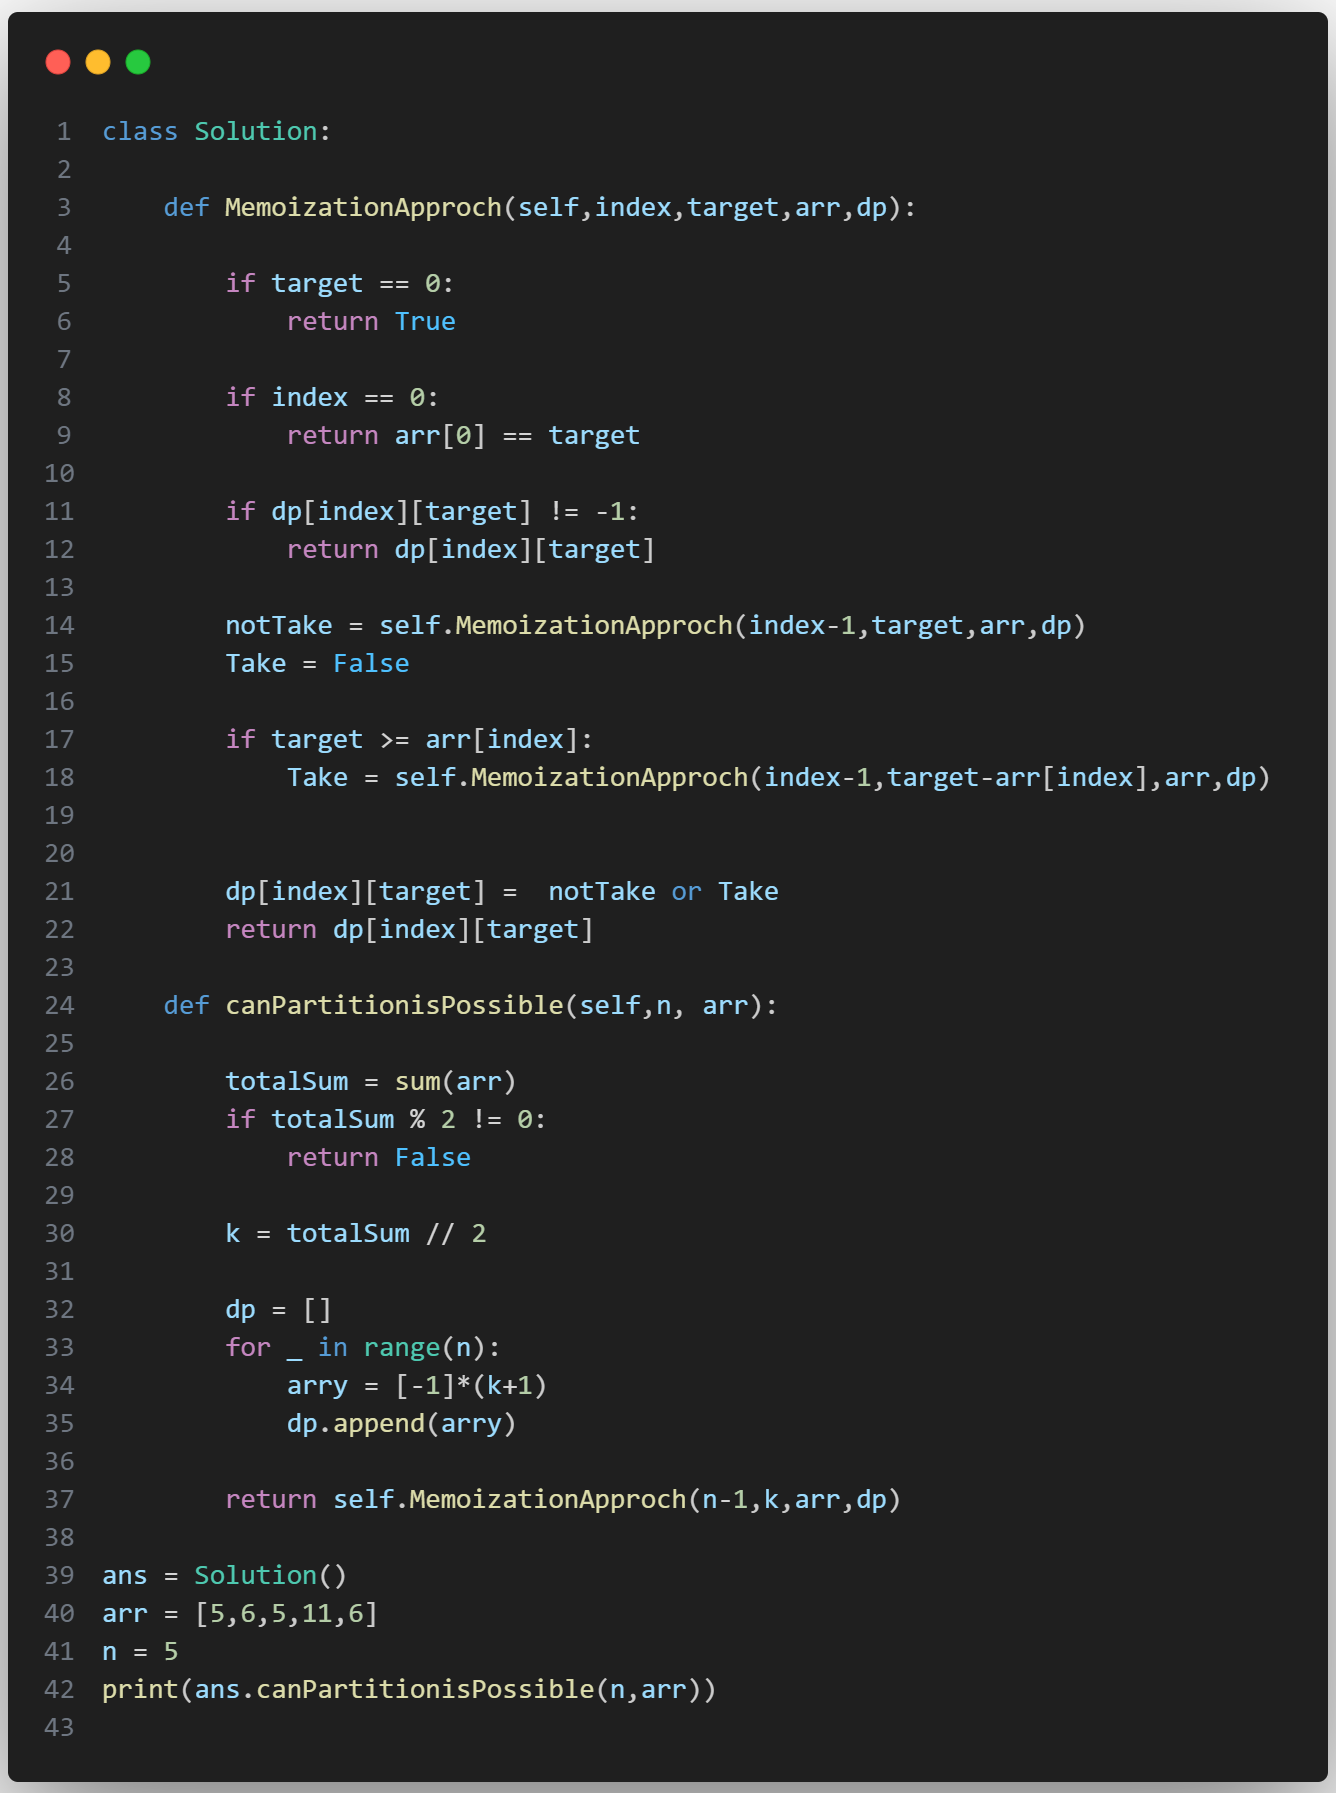 1 class Solution:
2
3     def MemoizationApproch(self,index,target,arr,dp):
4
5         if target == 0:
6             return True
7
8         if index == 0:
9             return arr[0] == target
10
11         if dp[index][target] != -1:
12             return dp[index][target]
13
14         notTake = self.MemoizationApproch(index-1,target,arr,dp)
15         Take = False
16
17         if target >= arr[index]:
18             Take = self.MemoizationApproch(index-1,target-arr[index],arr,dp)
19
20
21         dp[index][target] =  notTake or Take
22         return dp[index][target]
23
24     def canPartitionisPossible(self,n, arr):
25
26         totalSum = sum(arr)
27         if totalSum % 2 != 0:
28             return False
29
30         k = totalSum // 2
31
32         dp = []
33         for _ in range(n):
34             arry = [-1]*(k+1)
35             dp.append(arry)
36
37         return self.MemoizationApproch(n-1,k,arr,dp)
38
39 ans = Solution()
40 arr = [5,6,5,11,6]
41 n = 5
42 print(ans.canPartitionisPossible(n,arr))
43